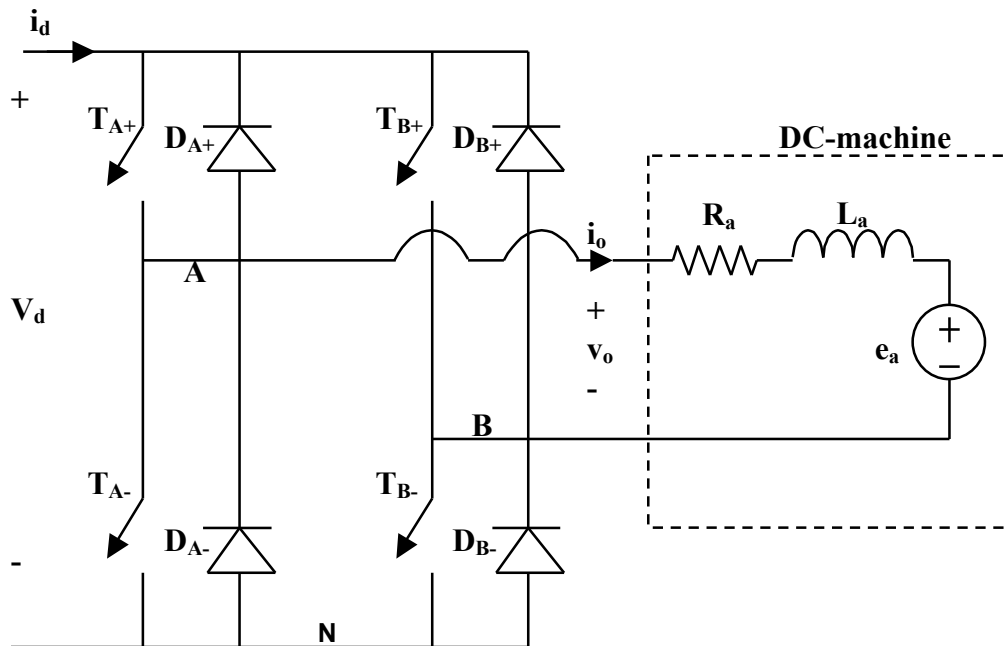 i_d
+
T_A+
D_A+
T_B+
D_B+
DC-machine
R_a
L_a
i_o
A
V_d
+
v_o
-
e_a
+
−
B
T_A-
D_A-
T_B-
D_B-
-
N